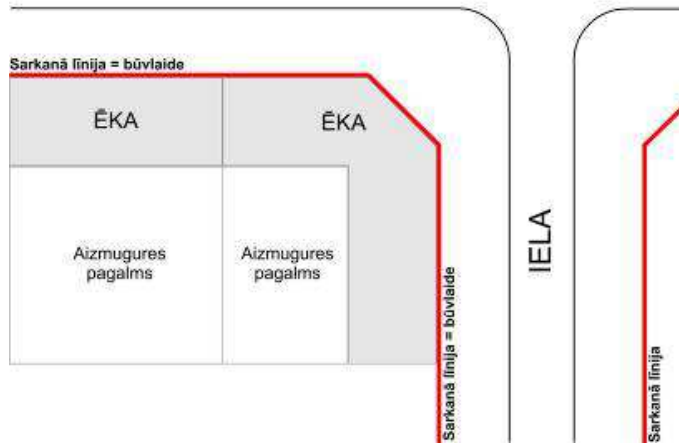 Sarkanā līnija = būvlaide
ĒKA
ĒKA
Aizmugures
pagalms
Aizmugures
pagalms
Sarkanā līnija = būvlaide
IELA
Sarkanā līnija